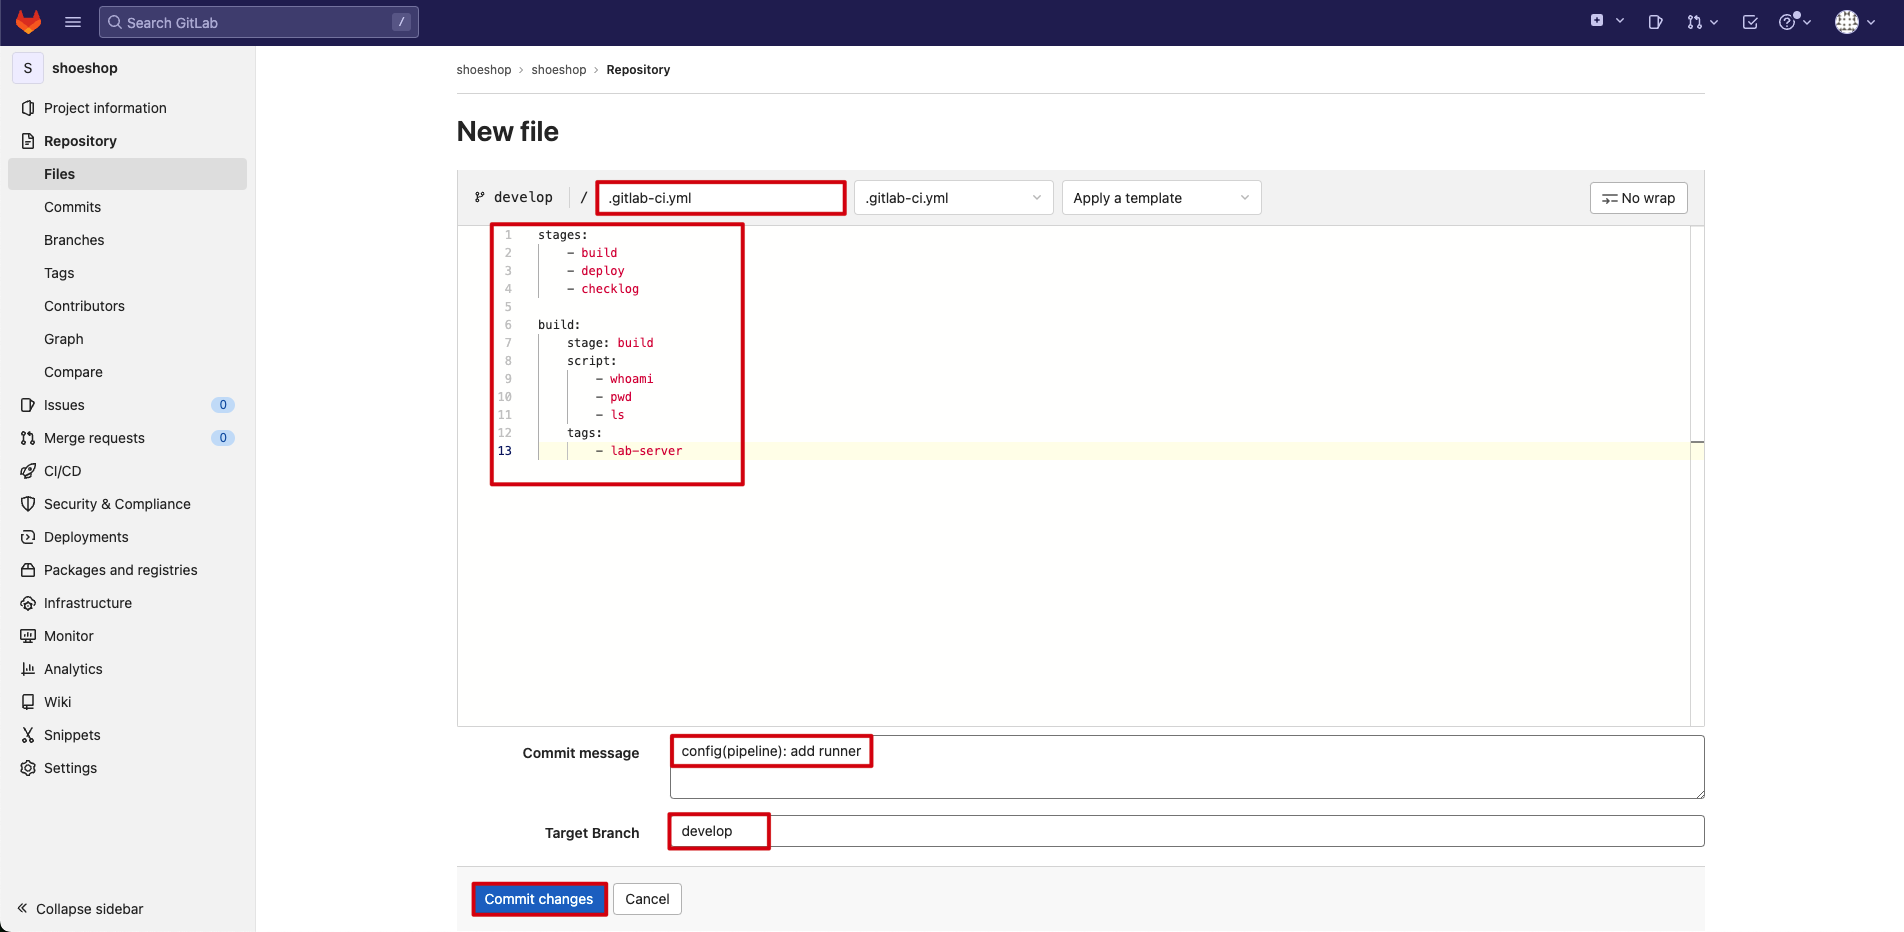 Search GitLab /
S shoeshop
Project information
Repository
Files
Commits
Branches
Tags
Contributors
Graph
Compare
Issues 0
Merge requests 0
CI/CD
Security & Compliance
Deployments
Packages and registries
Infrastructure
Monitor
Analytics
Wiki
Snippets
Settings
« Collapse sidebar
shoeshop › shoeshop › Repository
New file
develop / .gitlab-ci.yml .gitlab-ci.yml Apply a template No wrap
1 stages:
2     - build
3     - deploy
4     - checklog
5
6 build:
7     stage: build
8     script:
9         - whoami
10         - pwd
11         - ls
12     tags:
13         - lab-server
Commit message config(pipeline): add runner
Target Branch develop
Commit changes Cancel